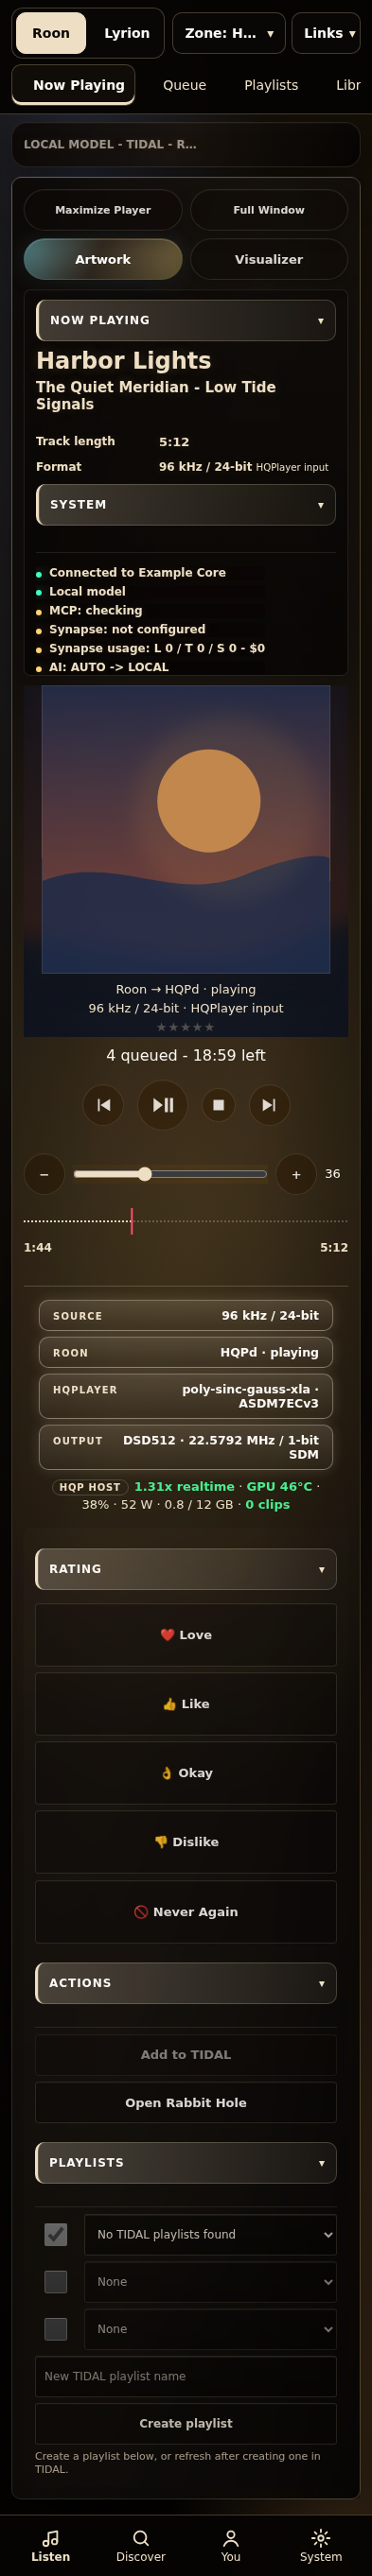 Roon Lyrion Zone: H... ▾ Links ▾
Now Playing Queue Playlists Libr
LOCAL MODEL - TIDAL - R...
Maximize Player Full Window
Artwork Visualizer
NOW PLAYING ▾
Harbor Lights
The Quiet Meridian - Low Tide
Signals
Track length 5:12
Format 96 kHz / 24-bit HQPlayer input
SYSTEM ▾
Connected to Example Core
Local model
MCP: checking
Synapse: not configured
Synapse usage: L 0 / T 0 / S 0 - $0
AI: AUTO -> LOCAL
Roon → HQPd · playing
96 kHz / 24-bit · HQPlayer input
★★★★★
4 queued - 18:59 left
− + 36
1:44 5:12
SOURCE 96 kHz / 24-bit
ROON HQPd · playing
HQPLAYER poly-sinc-gauss-xla ·
ASDM7ECv3
OUTPUT DSD512 · 22.5792 MHz / 1-bit
SDM
HQP HOST 1.31x realtime · GPU 46°C ·
38% · 52 W · 0.8 / 12 GB · 0 clips
RATING ▾
❤️ Love
👍 Like
👌 Okay
👎 Dislike
🚫 Never Again
ACTIONS ▾
Add to TIDAL
Open Rabbit Hole
PLAYLISTS ▾
No TIDAL playlists found
None
None
New TIDAL playlist name
Create playlist
Create a playlist below, or refresh after creating one in
TIDAL.
Listen Discover You System